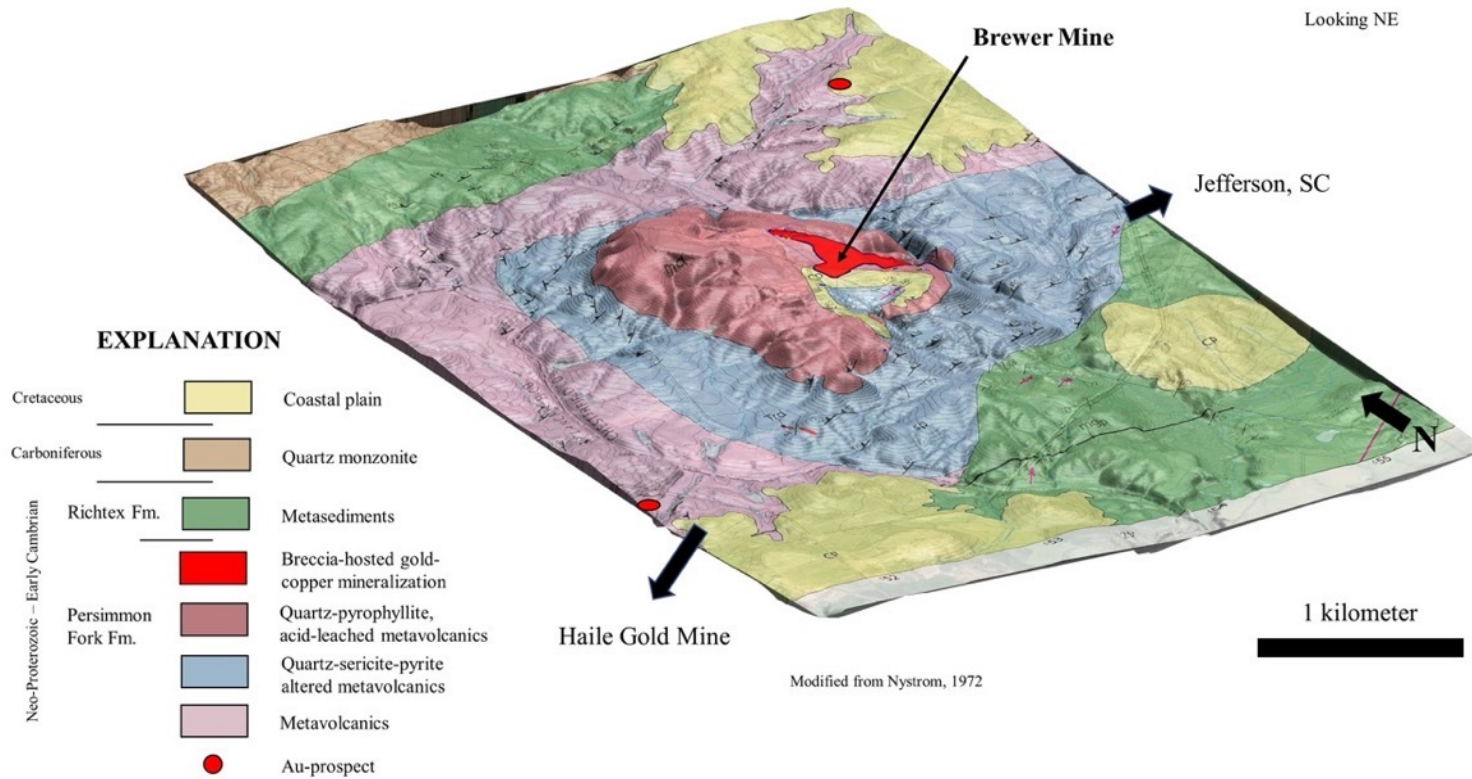 Looking NE
Brewer Mine
Jefferson, SC
N
Haile Gold Mine
1 kilometer
Modified from Nystrom, 1972
EXPLANATION
Cretaceous
Coastal plain
Carboniferous
Quartz monzonite
Neo-Proterozoic – Early Cambrian
Richtex Fm.
Metasediments
Breccia-hosted gold-
copper mineralization
Persimmon
Fork Fm.
Quartz-pyrophyllite,
acid-leached metavolcanics
Quartz-sericite-pyrite
altered metavolcanics
Metavolcanics
Au-prospect
Cp
Cp